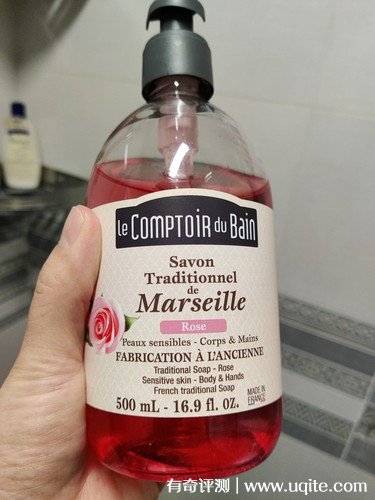 Le COMPTOIR du BaiN
Savon
Traditionnel
de
Marseille
Rose
Peaux sensibles - Corps & Mains
FABRICATION À L'ANCIENNE
Traditional Soap - Rose
Sensitive skin - Body & Hands
French traditional Soap
500 mL - 16.9 fl. oz.
MADE IN
FRANCE
有奇评测 | www.uqite.com